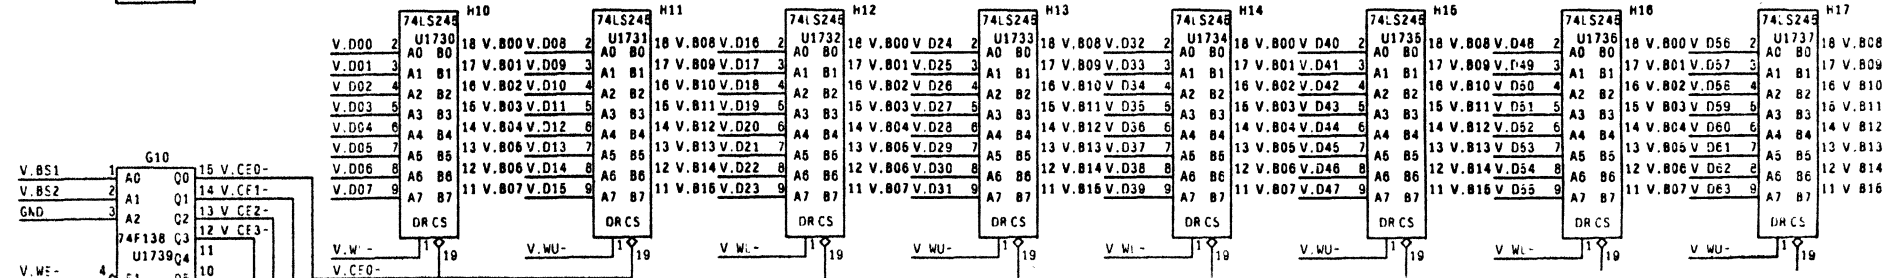 H10 H11 H12 H13 H14 H15 H16 H17
74LS245 74LS245 74LS245 74LS245 74LS245 74LS245 74LS245 74LS245
U1730 U1731 U1732 U1733 U1734 U1735 U1736 U1737
V.D00 2 A0 B0 18 V.B00 V.D08 2 A0 B0 18 V.B08 V.D16 2 A0 B0 18 V.B00 V D24 2 A0 B0 18 V.B08 V.D32 2 A0 B0 18 V.B00 V D40 2 A0 B0 18 V.B08 V.D48 2 A0 B0 18 V.B00 V D56 2 A0 B0 18 V.B08
V.D01 3 A1 B1 17 V.B01 V.D09 3 A1 B1 17 V.B09 V.D17 3 A1 B1 17 V.B01 V.D25 3 A1 B1 17 V.B09 V.D33 3 A1 B1 17 V.B01 V.D41 3 A1 B1 17 V.B09 V.D49 3 A1 B1 17 V.B01 V.D57 3 A1 B1 17 V.B09
V.D02 4 A2 B2 16 V.B02 V.D10 4 A2 B2 16 V.B10 V.D18 4 A2 B2 16 V.B02 V.D26 4 A2 B2 16 V.B10 V.D34 4 A2 B2 16 V.B02 V.D42 4 A2 B2 16 V.B10 V.D50 4 A2 B2 16 V.B02 V.D58 4 A2 B2 16 V B10
V.D03 5 A3 B3 15 V.B03 V.D11 5 A3 B3 15 V.B11 V.D19 5 A3 B3 15 V.B03 V.D27 5 A3 B3 15 V.B11 V.D35 5 A3 B3 15 V.B03 V.D43 5 A3 B3 15 V.B11 V D51 5 A3 B3 15 V.B03 V D59 5 A3 B3 15 V.B11
V.D04 6 A4 B4 14 V.B04 V.D12 6 A4 B4 14 V.B12 V.D20 6 A4 B4 14 V.B04 V.D28 6 A4 B4 14 V.B12 V.D36 6 A4 B4 14 V.B04 V.D44 6 A4 B4 14 V.B12 V.D52 6 A4 B4 14 V.B04 V D60 6 A4 B4 14 V B12
V.D05 7 A5 B5 13 V.B05 V.D13 7 A5 B5 13 V.B13 V.D21 7 A5 B5 13 V.B05 V.D29 7 A5 B5 13 V.B13 V.D37 7 A5 B5 13 V.B05 V.D45 7 A5 B5 13 V.B13 V D53 7 A5 B5 13 V.B05 V D61 7 A5 B5 13 V.B13
V.D06 8 A6 B6 12 V.B06 V.D14 8 A6 B6 12 V.B14 V.D22 8 A6 B6 12 V.B06 V.D30 8 A6 B6 12 V.B14 V.D38 8 A6 B6 12 V.B06 V.D46 8 A6 B6 12 V.B14 V.D54 8 A6 B6 12 V.B06 V D62 8 A6 B6 12 V B14
V.D07 9 A7 B7 11 V.B07 V.D15 9 A7 B7 11 V.B15 V.D23 9 A7 B7 11 V.B07 V.D31 9 A7 B7 11 V.B15 V.D39 9 A7 B7 11 V.B07 V.D47 9 A7 B7 11 V.B15 V.D55 9 A7 B7 11 V.B07 V.D63 9 A7 B7 11 V B15
DR CS DR CS DR CS DR CS DR CS DR CS DR CS DR CS
1 19 V.WU- 1 19 1 19 V WU- 1 19 1 19 V.WU- 1 19 1 19 V WU- 1 19
V.CE0-
G10
V.BS1 1 A0 Q0 15 V.CE0-
V.BS2 2 A1 Q1 14 V.CE1-
GND 3 A2 Q2 13 V CE2-
74F138 Q3 12 V CE3-
U1739 Q4 11
V.WE- 4 10